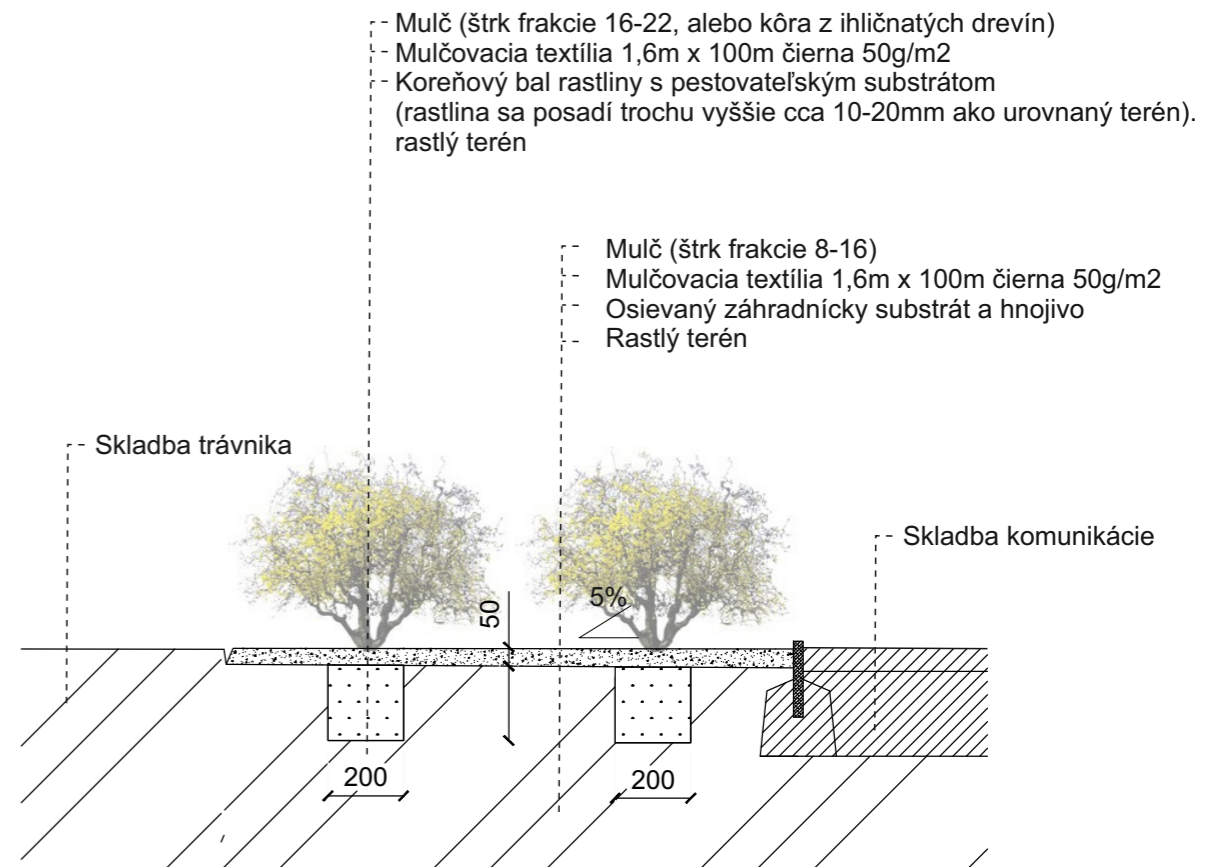 Mulč (štrk frakcie 16-22, alebo kôra z ihličnatých drevín)
Mulčovacia textília 1,6m x 100m čierna 50g/m2
Koreňový bal rastliny s pestovateľským substrátom
(rastlina sa posadí trochu vyššie cca 10-20mm ako urovnaný terén).
rastlý terén
Mulč (štrk frakcie 8-16)
Mulčovacia textília 1,6m x 100m čierna 50g/m2
Osievaný záhradnícky substrát a hnojivo
Rastlý terén
Skladba trávnika
Skladba komunikácie
5%
50
200
200